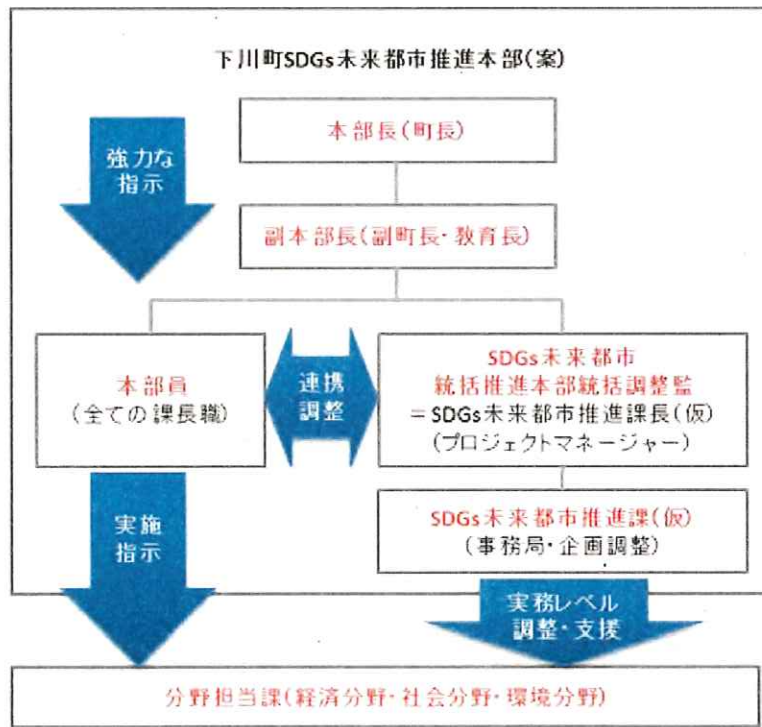 下川町SDGs未来都市推進本部(案)
本部長(町長)
強力な
指示
副本部長(副町長・教育長)
本部員
(全ての課長職)
連携
調整
SDGs未来都市
統括推進本部統括調整監
＝SDGs未来都市推進課長(仮)
(プロジェクトマネージャー)
実施
指示
SDGs未来都市推進課(仮)
(事務局・企画調整)
実務レベル
調整・支援
分野担当課(経済分野・社会分野・環境分野)